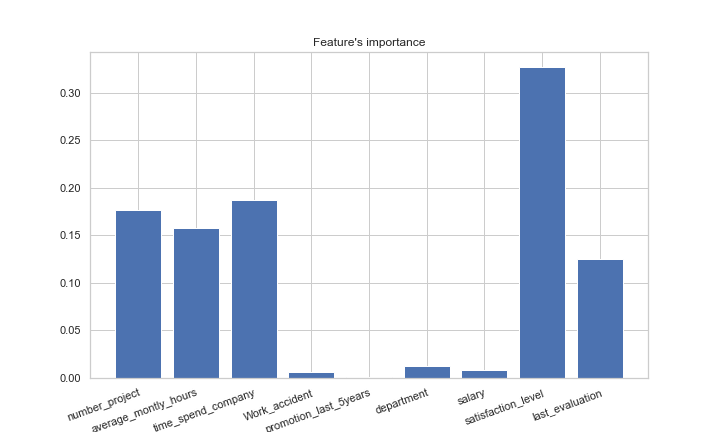 Feature's importance
0.30
0.25
0.20
0.15
0.10
0.05
0.00
number_project
average_montly_hours
time_spend_company
Work_accident
promotion_last_5years
department
salary
satisfaction_level
last_evaluation